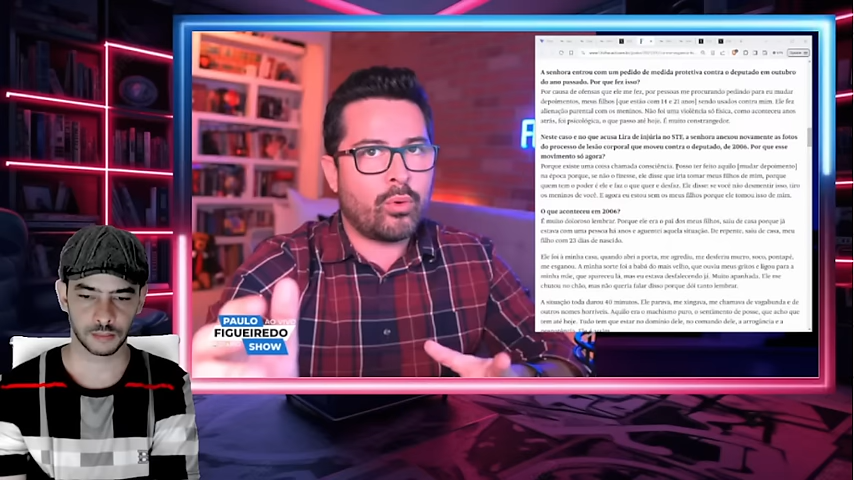 A senhora entrou com um pedido de medida protetiva contra o deputado em outubro
do ano passado. Por que fez isso?
Por causa de ofensas que ele me fez, por pessoas me procurando pedindo para eu mudar
depoimentos, meus filhos [que estão com 14 e 21 anos] sendo usados contra mim. Ele fez
alienação parental com os meninos. Não foi uma violência só física, como aconteceu anos
atrás, foi psicológica, o que passo até hoje. É muito constrangedor.
Neste caso e no que acusa Lira de injúria no STF, a senhora anexou novamente as fotos
do processo de lesão corporal que moveu contra o deputado, de 2006. Por que esse
movimento só agora?
Porque existe uma coisa chamada consciência. Posso ter feito aquilo [mudar depoimento]
na época porque, se não o fizesse, ele disse que iria tomar meus filhos de mim, porque
quem tem o poder é ele e faz o que quer e desfaz. Ele disse: se você não desmentir isso, tiro
os meninos de você. E agora eu estou sem os meus filhos porque ele tomou isso de mim.
O que aconteceu em 2006?
É muito doloroso lembrar. Porque ele era o pai dos meus filhos, saiu de casa porque já
estava com uma pessoa há anos e aguentei aquela situação. De repente, saiu de casa, meu
filho com 23 dias de nascido.
Ele foi à minha casa, quando abri a porta, me agrediu, me desferiu murro, soco, pontapé,
me esganou. A minha sorte foi a babá do mais velho, que ouvia meus gritos e ligou para a
minha mãe, que apareceu lá, mas eu estava desfalecendo já. Muito apanhada. Ele me
chutou no chão, mas não queria falar disso porque dói tanto lembrar.
A situação toda durou 40 minutos. Ele parava, me xingava, me chamava de vagabunda e de
outros nomes horríveis. Aquilo era o machismo puro, o sentimento de posse, que acho que
tem até hoje. Tudo tem que estar no domínio dele, no comando dele, a arrogância e a
PAULO AO VIVO
FIGUEIREDO
SHOW